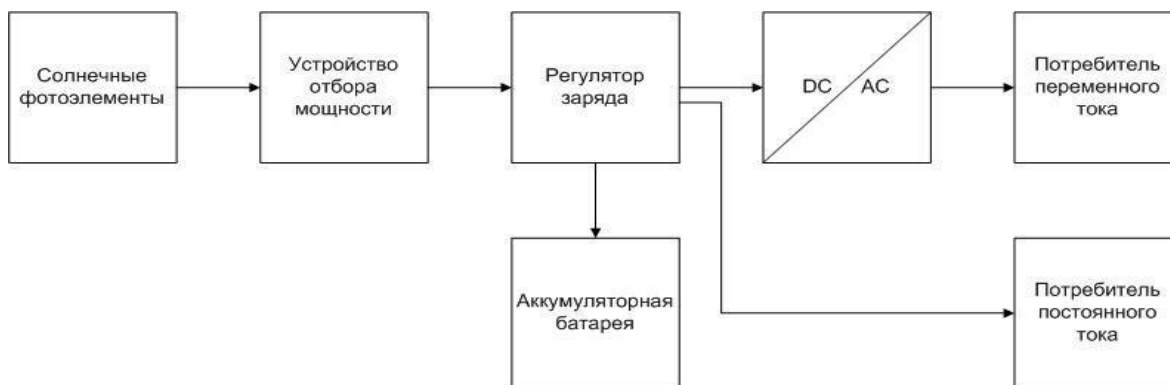 Солнечные
фотоэлементы
Устройство
отбора
мощности
Регулятор
заряда
DC
AC
Потребитель
переменного
тока
Аккумуляторная
батарея
Потребитель
постоянного
тока